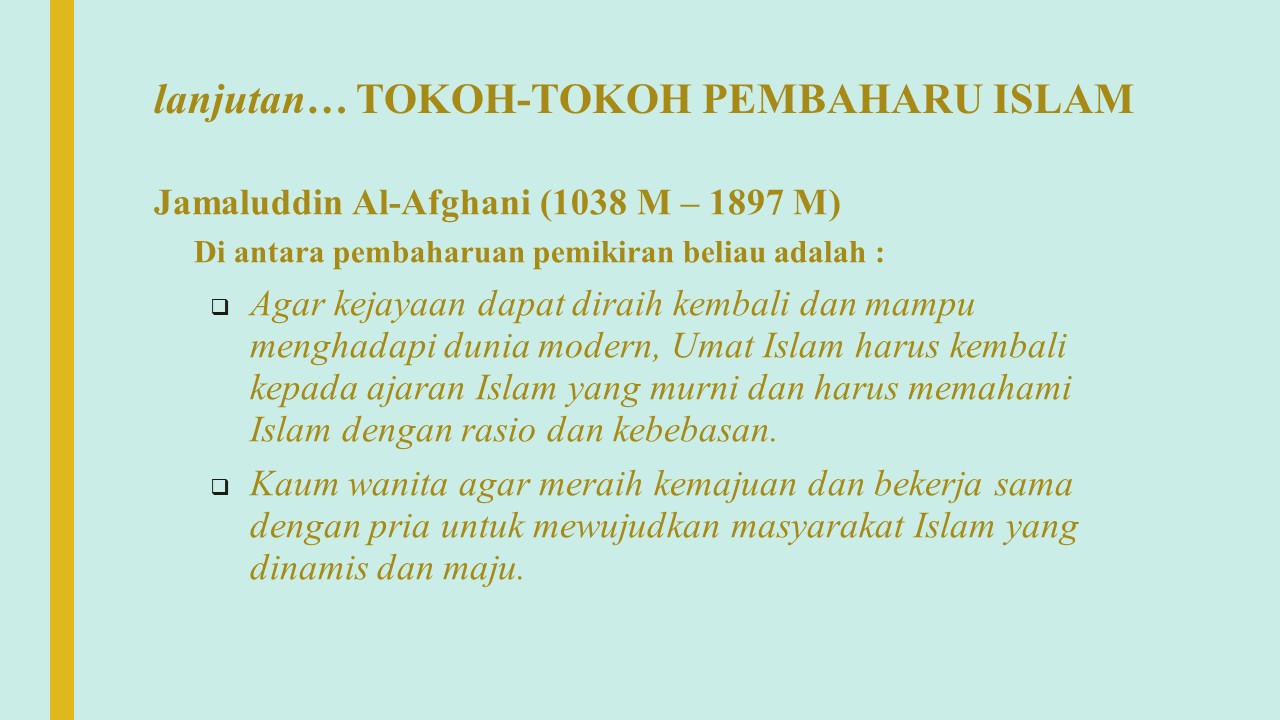 lanjutan… TOKOH-TOKOH PEMBAHARU ISLAM
Jamaluddin Al-Afghani (1038 M – 1897 M)
Di antara pembaharuan pemikiran beliau adalah :
Agar kejayaan dapat diraih kembali dan mampu
menghadapi dunia modern, Umat Islam harus kembali
kepada ajaran Islam yang murni dan harus memahami
Islam dengan rasio dan kebebasan.
Kaum wanita agar meraih kemajuan dan bekerja sama
dengan pria untuk mewujudkan masyarakat Islam yang
dinamis dan maju.